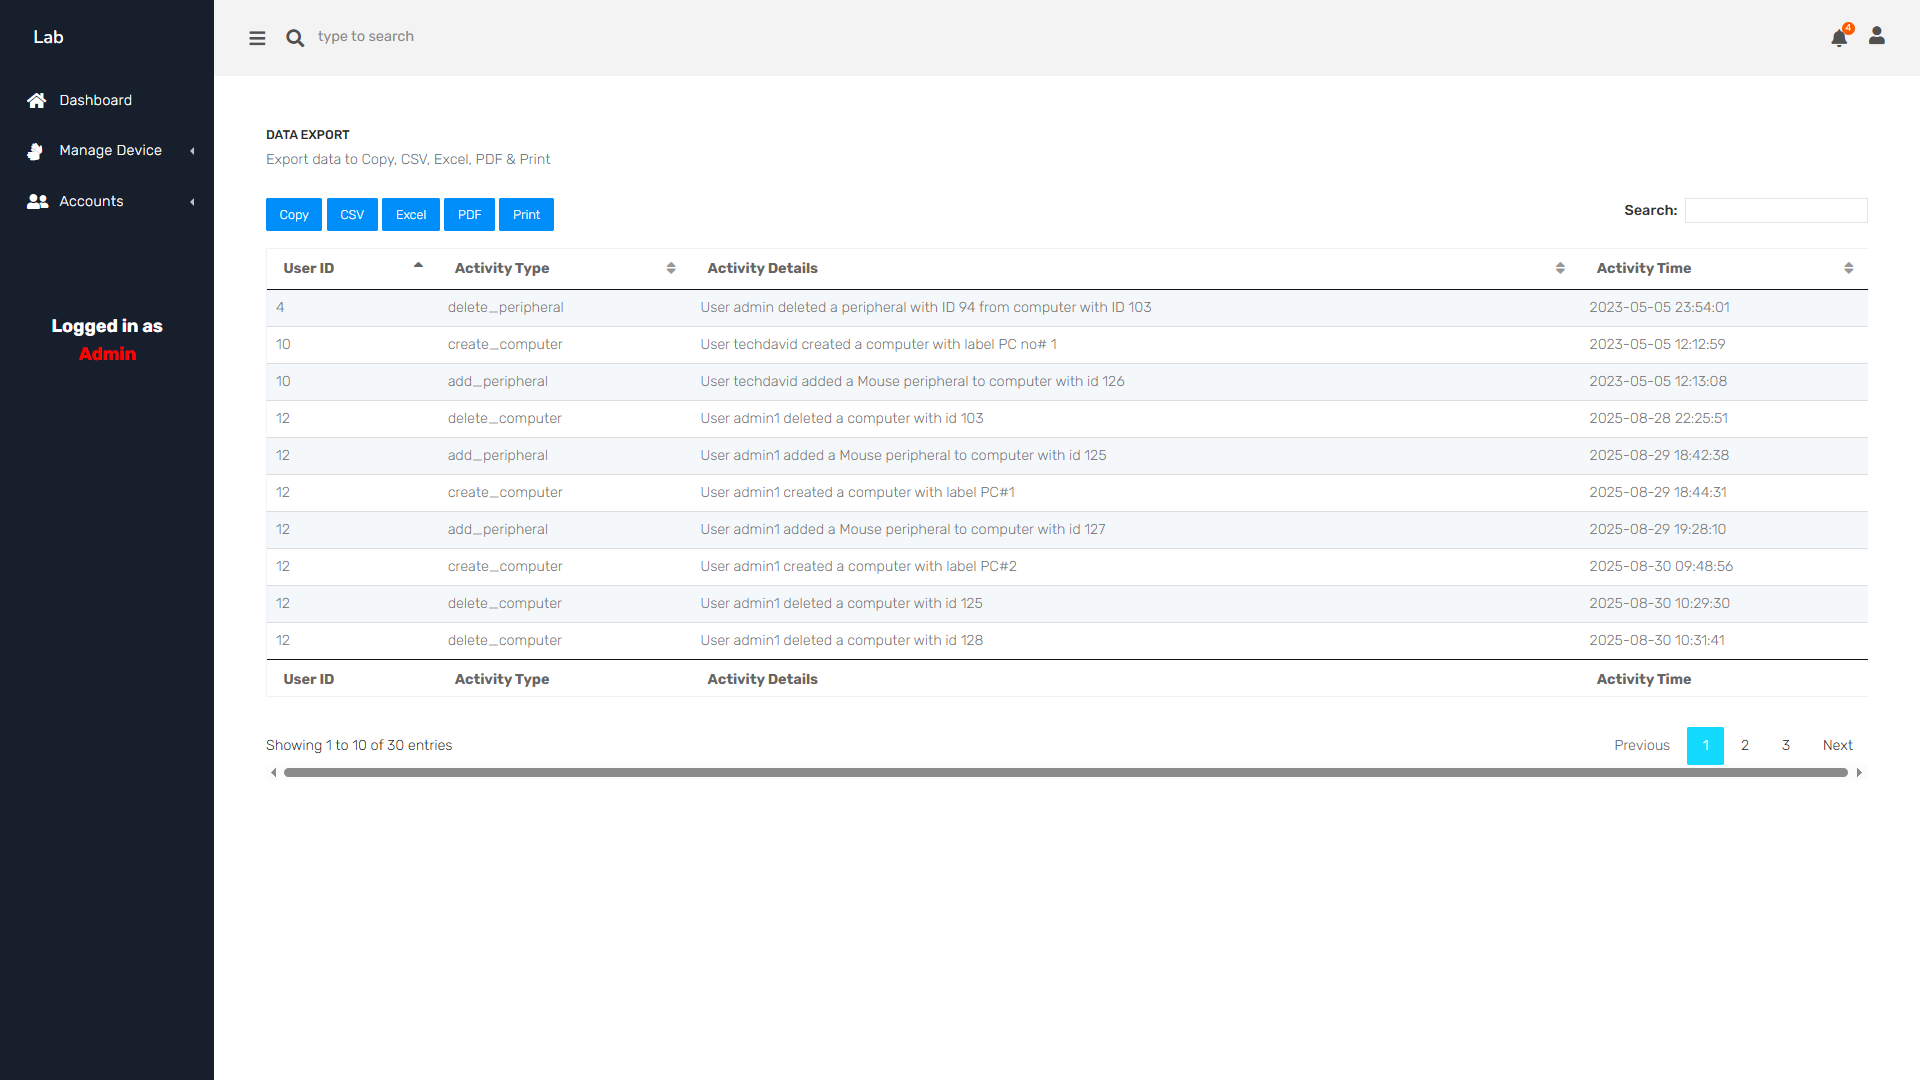 Lab
type to search
4
Dashboard
Manage Device
Accounts
Logged in as
Admin
DATA EXPORT
Export data to Copy, CSV, Excel, PDF & Print
Copy CSV Excel PDF Print
Search:
User ID Activity Type Activity Details Activity Time
4 delete_peripheral User admin deleted a peripheral with ID 94 from computer with ID 103 2023-05-05 23:54:01
10 create_computer User techdavid created a computer with label PC no# 1 2023-05-05 12:12:59
10 add_peripheral User techdavid added a Mouse peripheral to computer with id 126 2023-05-05 12:13:08
12 delete_computer User admin1 deleted a computer with id 103 2025-08-28 22:25:51
12 add_peripheral User admin1 added a Mouse peripheral to computer with id 125 2025-08-29 18:42:38
12 create_computer User admin1 created a computer with label PC#1 2025-08-29 18:44:31
12 add_peripheral User admin1 added a Mouse peripheral to computer with id 127 2025-08-29 19:28:10
12 create_computer User admin1 created a computer with label PC#2 2025-08-30 09:48:56
12 delete_computer User admin1 deleted a computer with id 125 2025-08-30 10:29:30
12 delete_computer User admin1 deleted a computer with id 128 2025-08-30 10:31:41
User ID Activity Type Activity Details Activity Time
Showing 1 to 10 of 30 entries
Previous 1 2 3 Next